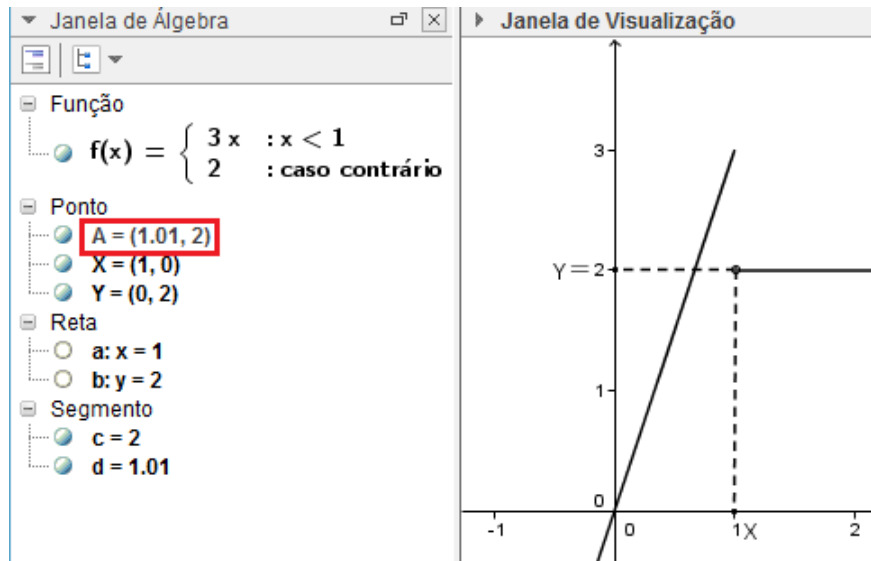 Janela de Álgebra
Função
f(x) = { 3 x : x < 1
2 : caso contrário
Ponto
A = (1.01, 2)
X = (1, 0)
Y = (0, 2)
Reta
a: x = 1
b: y = 2
Segmento
c = 2
d = 1.01
Janela de Visualização
3
Y=2
1
0
-1
0
1X
2